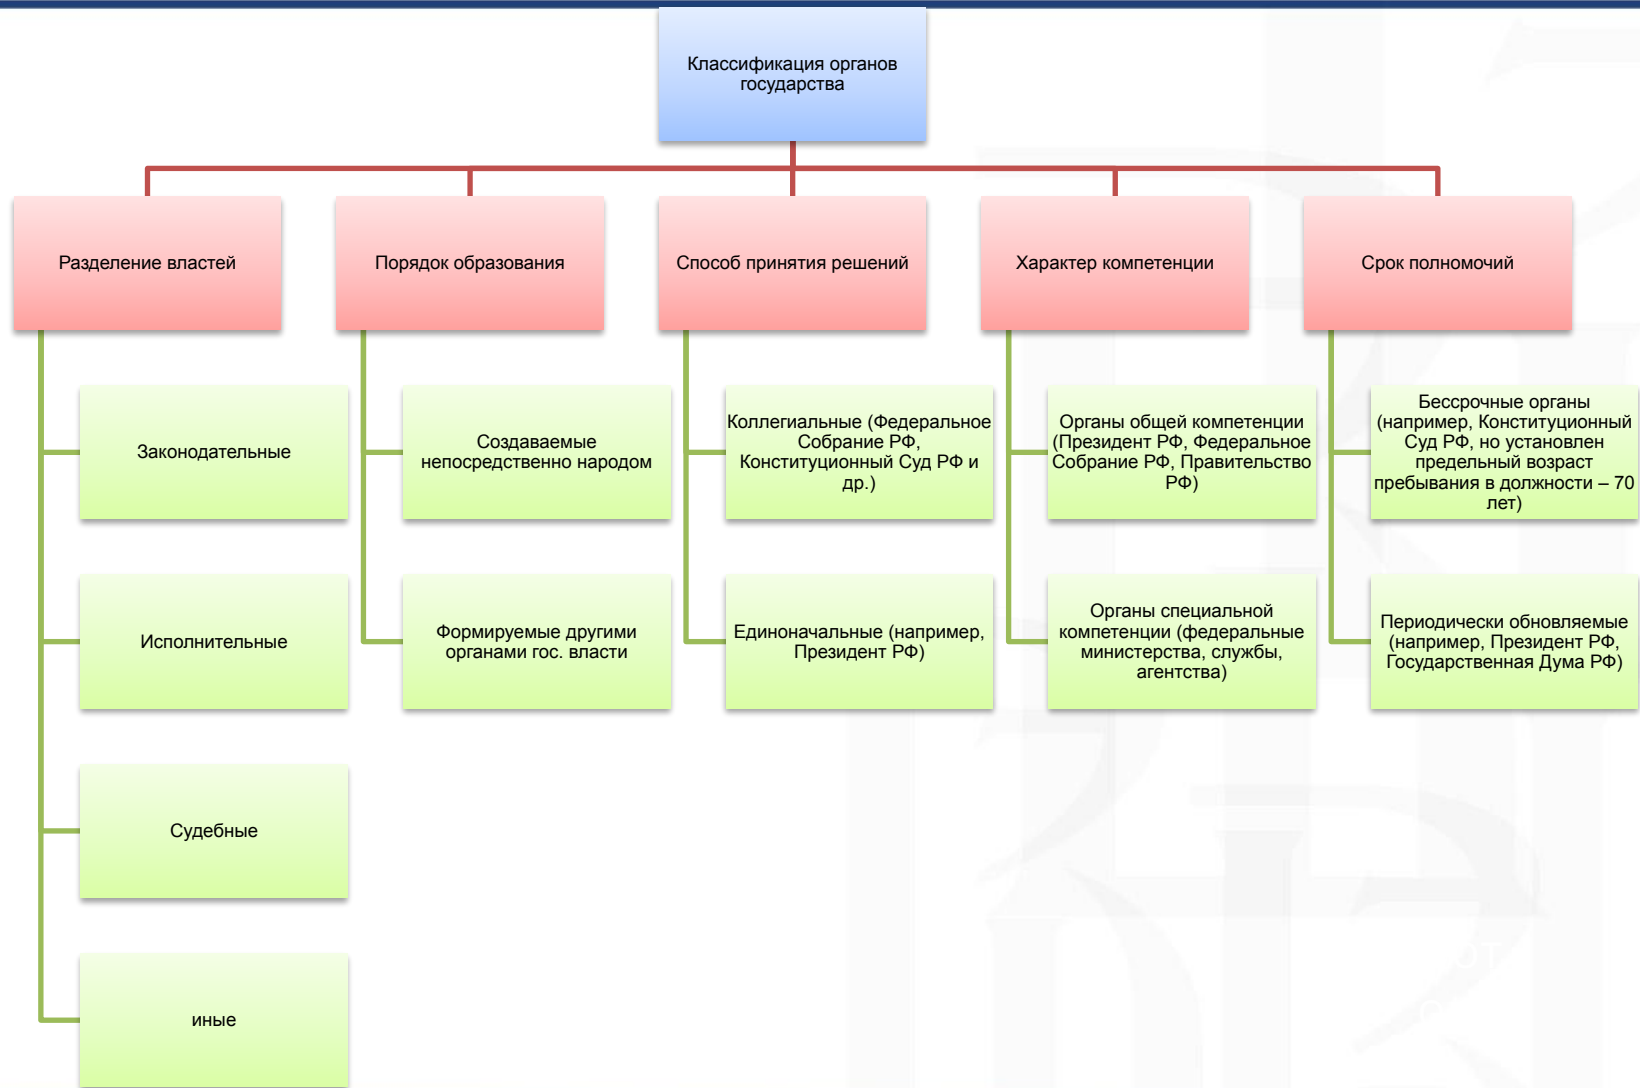 Классификация органов
государства
Разделение властей
Порядок образования
Способ принятия решений
Характер компетенции
Срок полномочий
Законодательные
Исполнительные
Судебные
иные
Создаваемые
непосредственно народом
Формируемые другими
органами гос. власти
Коллегиальные (Федеральное
Собрание РФ,
Конституционный Суд РФ и
др.)
Единоначальные (например,
Президент РФ)
Органы общей компетенции
(Президент РФ, Федеральное
Собрание РФ, Правительство
РФ)
Органы специальной
компетенции (федеральные
министерства, службы,
агентства)
Бессрочные органы
(например, Конституционный
Суд РФ, но установлен
предельный возраст
пребывания в должности – 70
лет)
Периодически обновляемые
(например, Президент РФ,
Государственная Дума РФ)